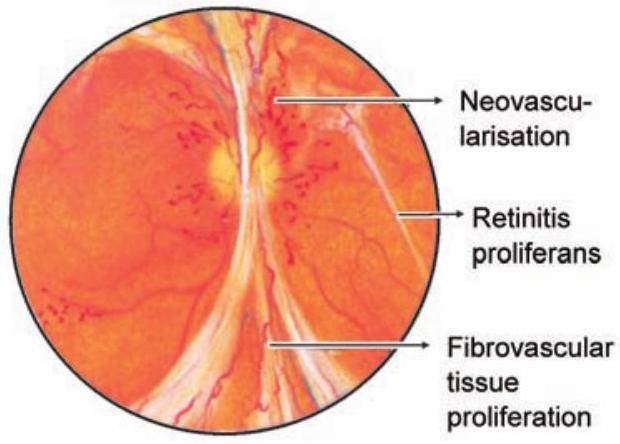 Neovascu-
larisation
Retinitis
proliferans
Fibrovascular
tissue
proliferation